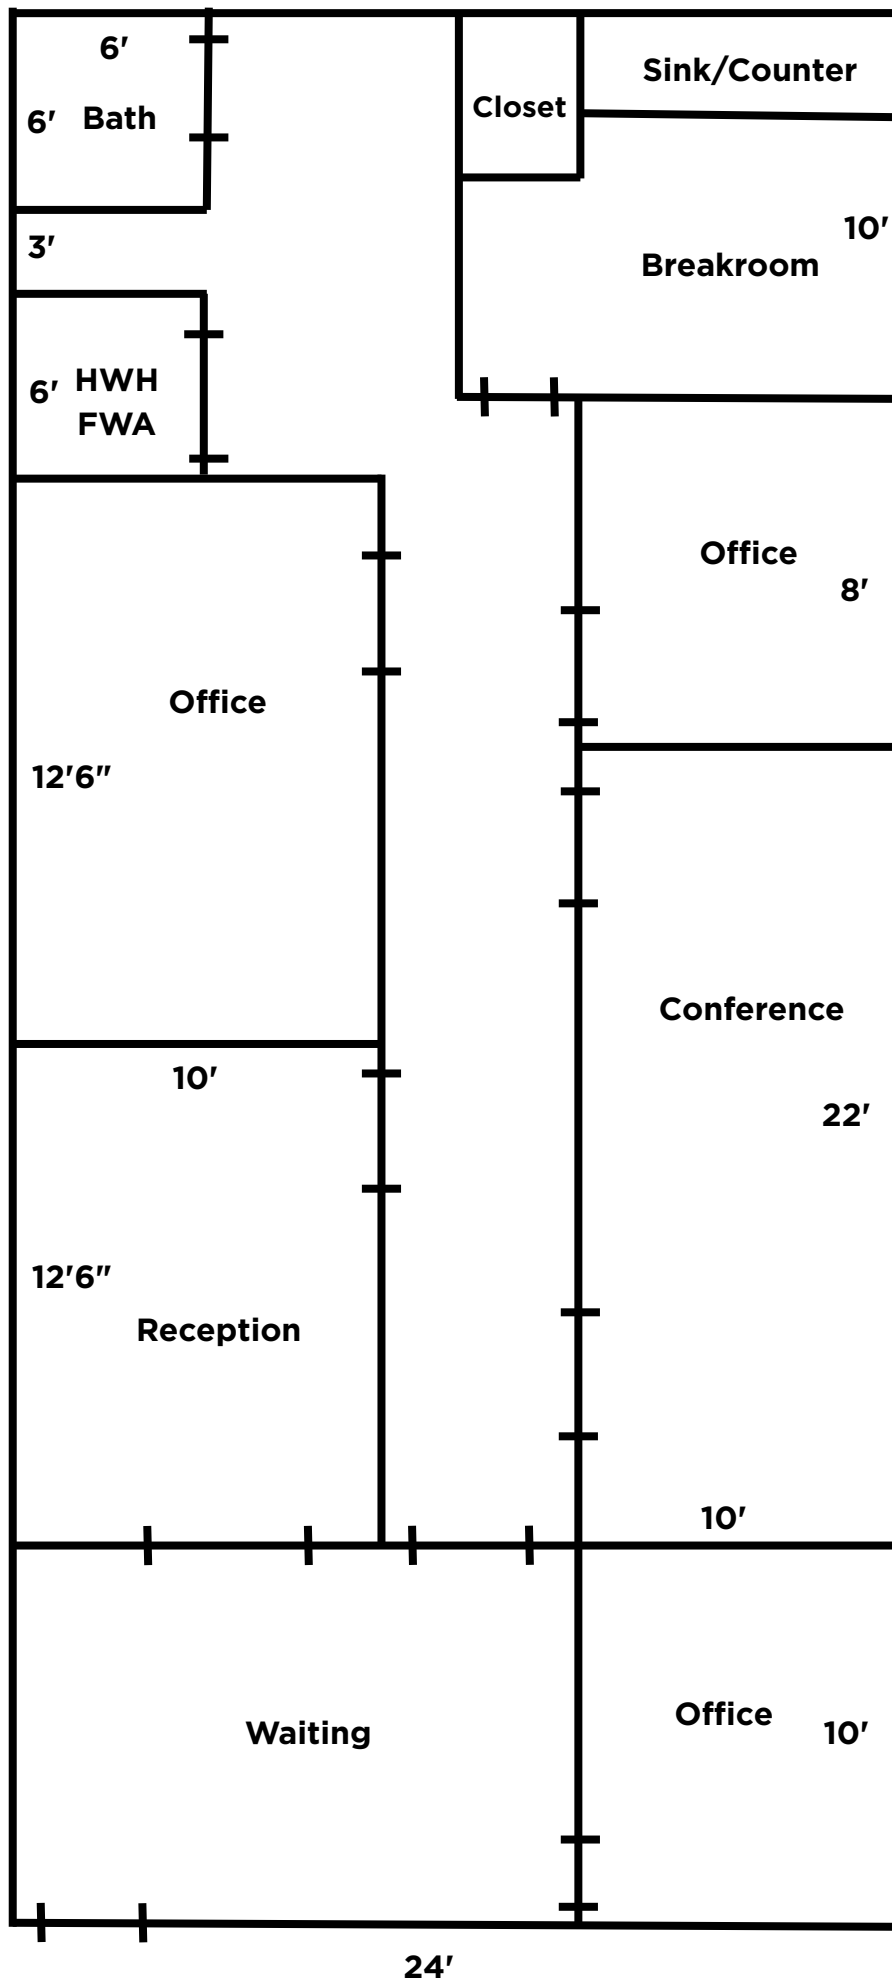 6'
Sink/Counter
Closet
6' Bath
10'
3'
Breakroom
6' HWH
FWA
Office
8'
Office
12'6"
Conference
10'
22'
12'6"
Reception
10'
Office
10'
Waiting
24'